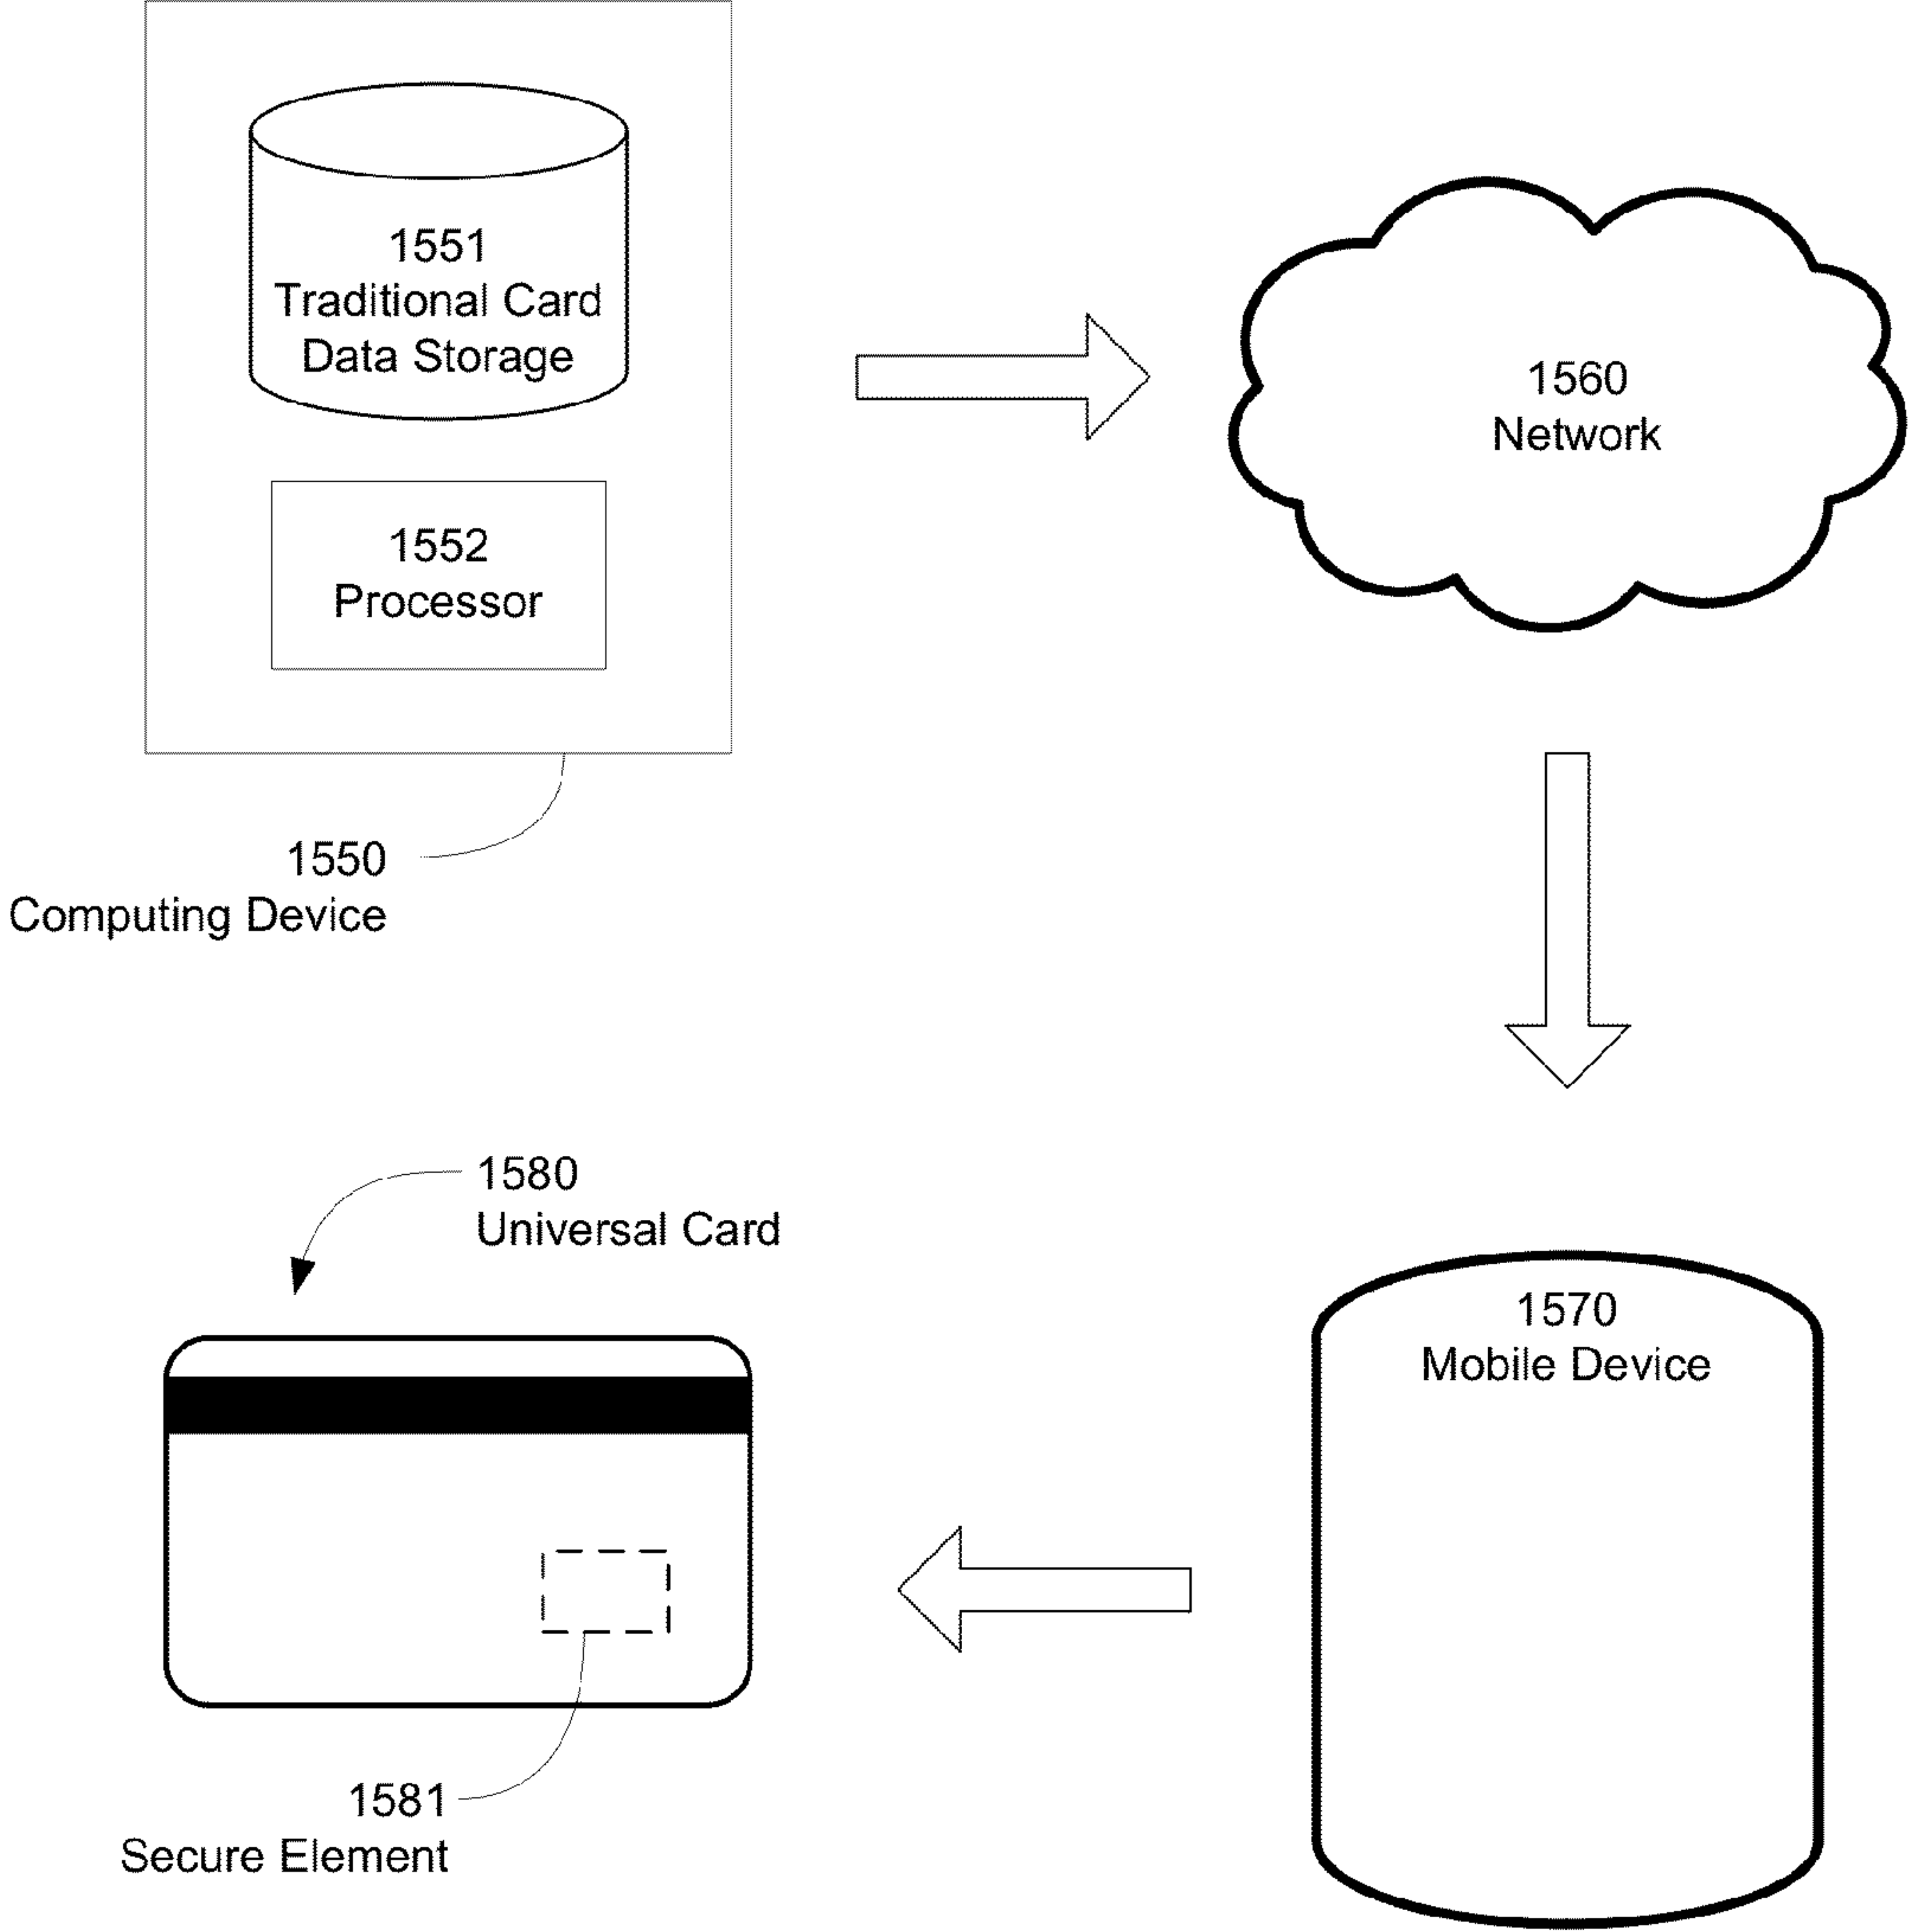 1551
Traditional Card
Data Storage
1552
Processor
1550
Computing Device
1560
Network
1580
Universal Card
1570
Mobile Device
1581
Secure Element